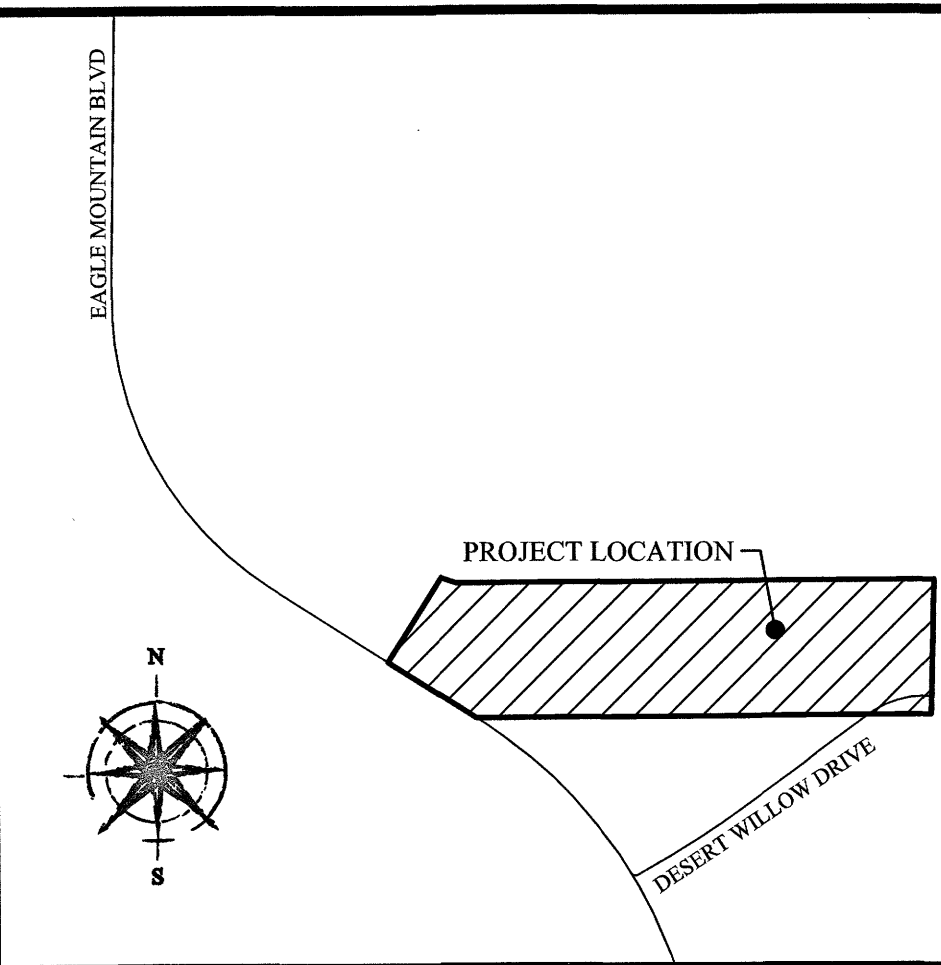 EAGLE MOUNTAIN BLVD
PROJECT LOCATION
N
S
DESERT WILLOW DRIVE